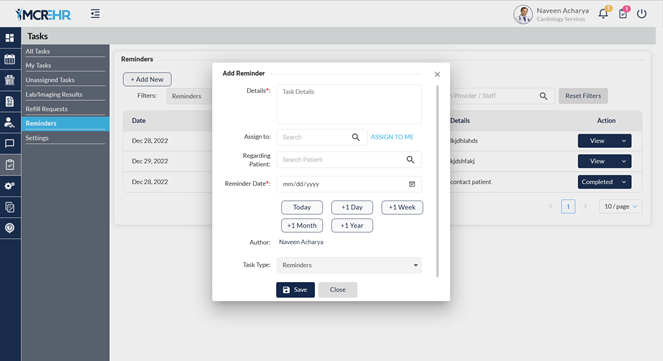 MCREHR
Naveen Acharya
Cardiology Services
Tasks
All Tasks
My Tasks
Unassigned Tasks
Lab/Imaging Results
Refill Requests
Reminders
Settings
Reminders
+ Add New
Filters:
Reminders
Provider / Staff
Reset Filters
Date
Details
Action
Dec 28, 2022
lkjdhlahds
View
Dec 29, 2022
kjdshfakj
View
Dec 28, 2022
contact patient
Completed
1
10 / page
Add Reminder
Details*:
Task Details
Assign to:
Search
ASSIGN TO ME
Regarding
Patient:
Search Patient
Reminder Date*:
mm/dd/yyyy
Today
+1 Day
+1 Week
+1 Month
+1 Year
Author:
Naveen Acharya
Task Type:
Reminders
Save
Close